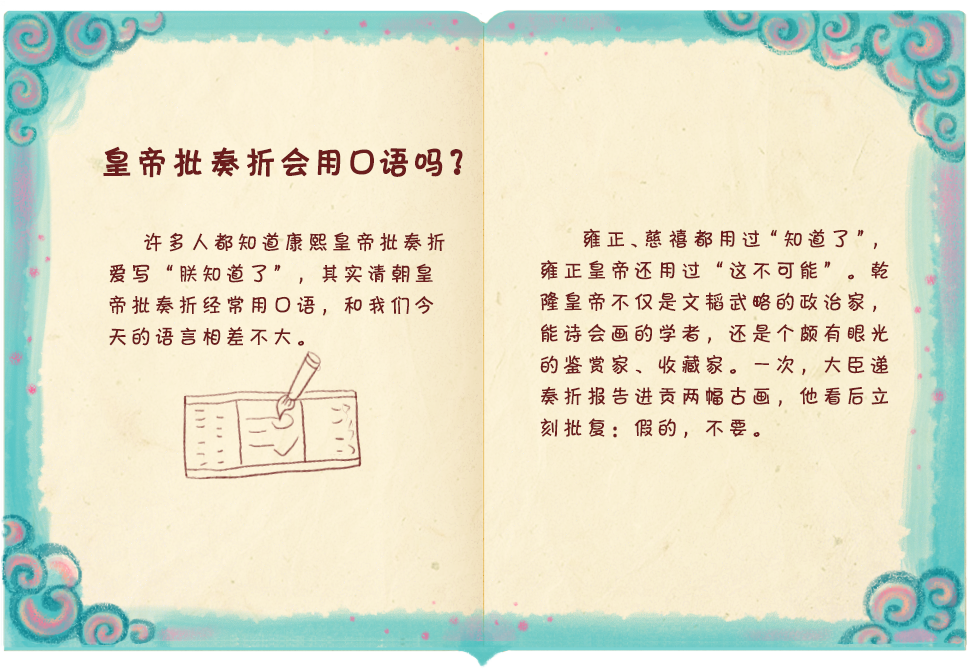 皇帝批奏折会用口语吗？
许多人都知道康熙皇帝批奏折
爱写“朕知道了”，其实清朝皇
帝批奏折经常用口语，和我们今
天的语言相差不大。
雍正、慈禧都用过“知道了”，
雍正皇帝还用过“这不可能”。乾
隆皇帝不仅是文韬武略的政治家，
能诗会画的学者，还是个颇有眼光
的鉴赏家、收藏家。一次，大臣递
奏折报告进贡两幅古画，他看后立
刻批复：假的，不要。